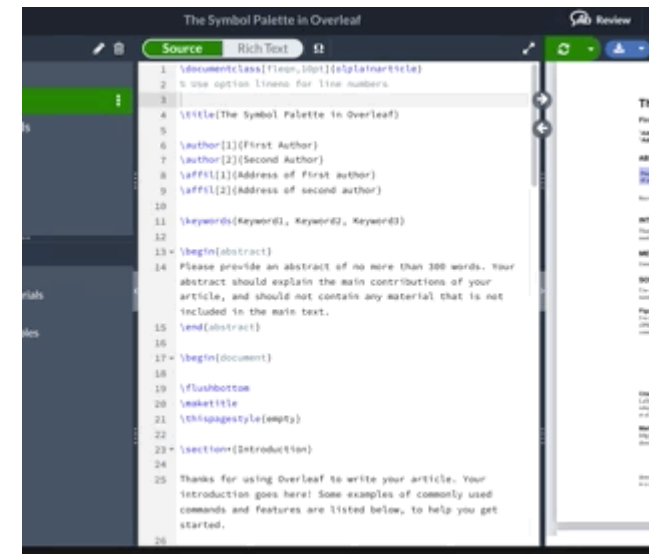 The Symbol Palette in Overleaf
Review
Source Rich Text Ω
1 \documentclass[fleqn,10pt]{olplainarticle}
2 % Use option lineno for line numbers
3
4 \title{The Symbol Palette in Overleaf}
5
6 \author[1]{First Author}
7 \author[2]{Second Author}
8 \affil[1]{Address of first author}
9 \affil[2]{Address of second author}
10
11 \keywords{Keyword1, Keyword2, Keyword3}
12
13 \begin{abstract}
14 Please provide an abstract of no more than 300 words. Your
abstract should explain the main contributions of your
article, and should not contain any material that is not
included in the main text.
15 \end{abstract}
16
17 \begin{document}
18
19 \flushbottom
20 \maketitle
21 \thispagestyle{empty}
22
23 \section*{Introduction}
24
25 Thanks for using Overleaf to write your article. Your
introduction goes here! Some examples of commonly used
commands and features are listed below, to help you get
started.
26